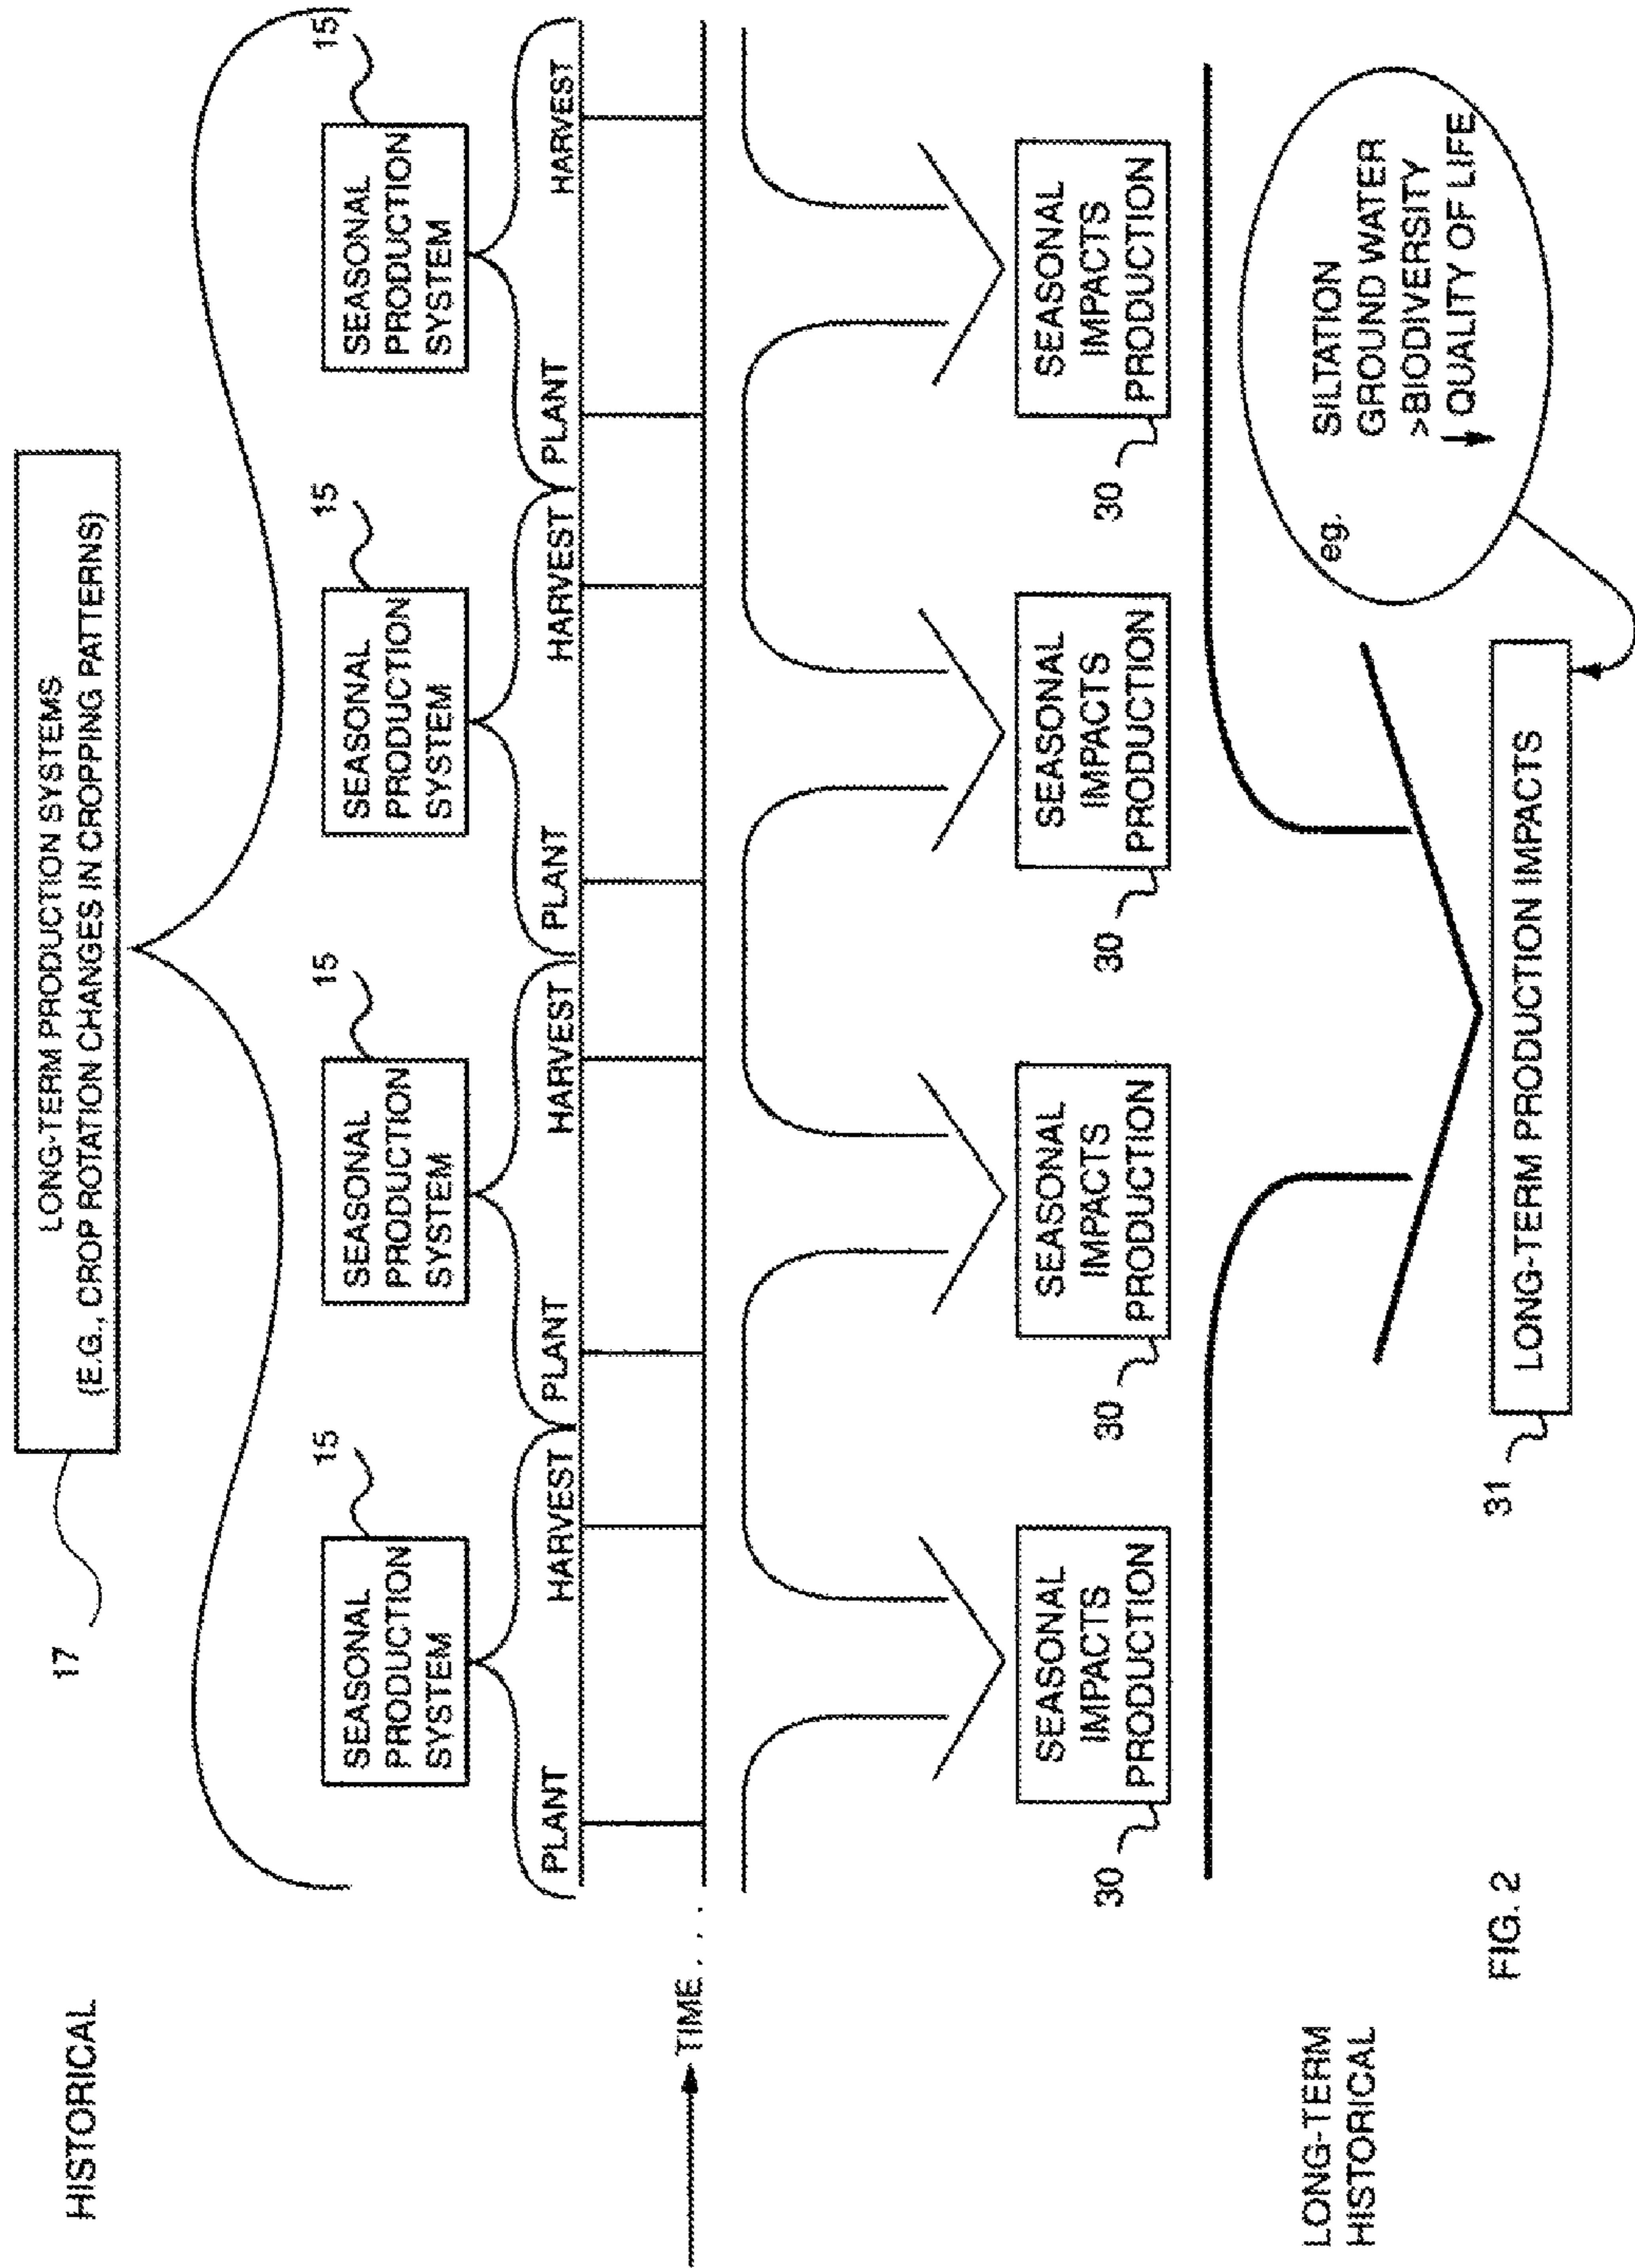 HISTORICAL
LONG-TERM PRODUCTION SYSTEMS
(E.G., CROP ROTATION CHANGES IN CROPPING PATTERNS)
17
15
15
15
15
SEASONAL
PRODUCTION
SYSTEM
SEASONAL
PRODUCTION
SYSTEM
SEASONAL
PRODUCTION
SYSTEM
SEASONAL
PRODUCTION
SYSTEM
PLANT HARVEST PLANT HARVEST PLANT HARVEST PLANT HARVEST
TIME. . . .
SEASONAL
IMPACTS
PRODUCTION
SEASONAL
IMPACTS
PRODUCTION
SEASONAL
IMPACTS
PRODUCTION
SEASONAL
IMPACTS
PRODUCTION
30
30
30
30
LONG-TERM
HISTORICAL
eg.
SILTATION
GROUND WATER
>BIODIVERSITY
QUALITY OF LIFE
31
LONG-TERM PRODUCTION IMPACTS
FIG. 2